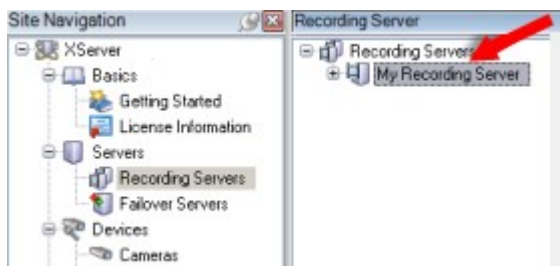 Site Navigation
XServer
Basics
Getting Started
License Information
Servers
Recording Servers
Failover Servers
Devices
Cameras
Recording Server
Recording Servers
My Recording Server